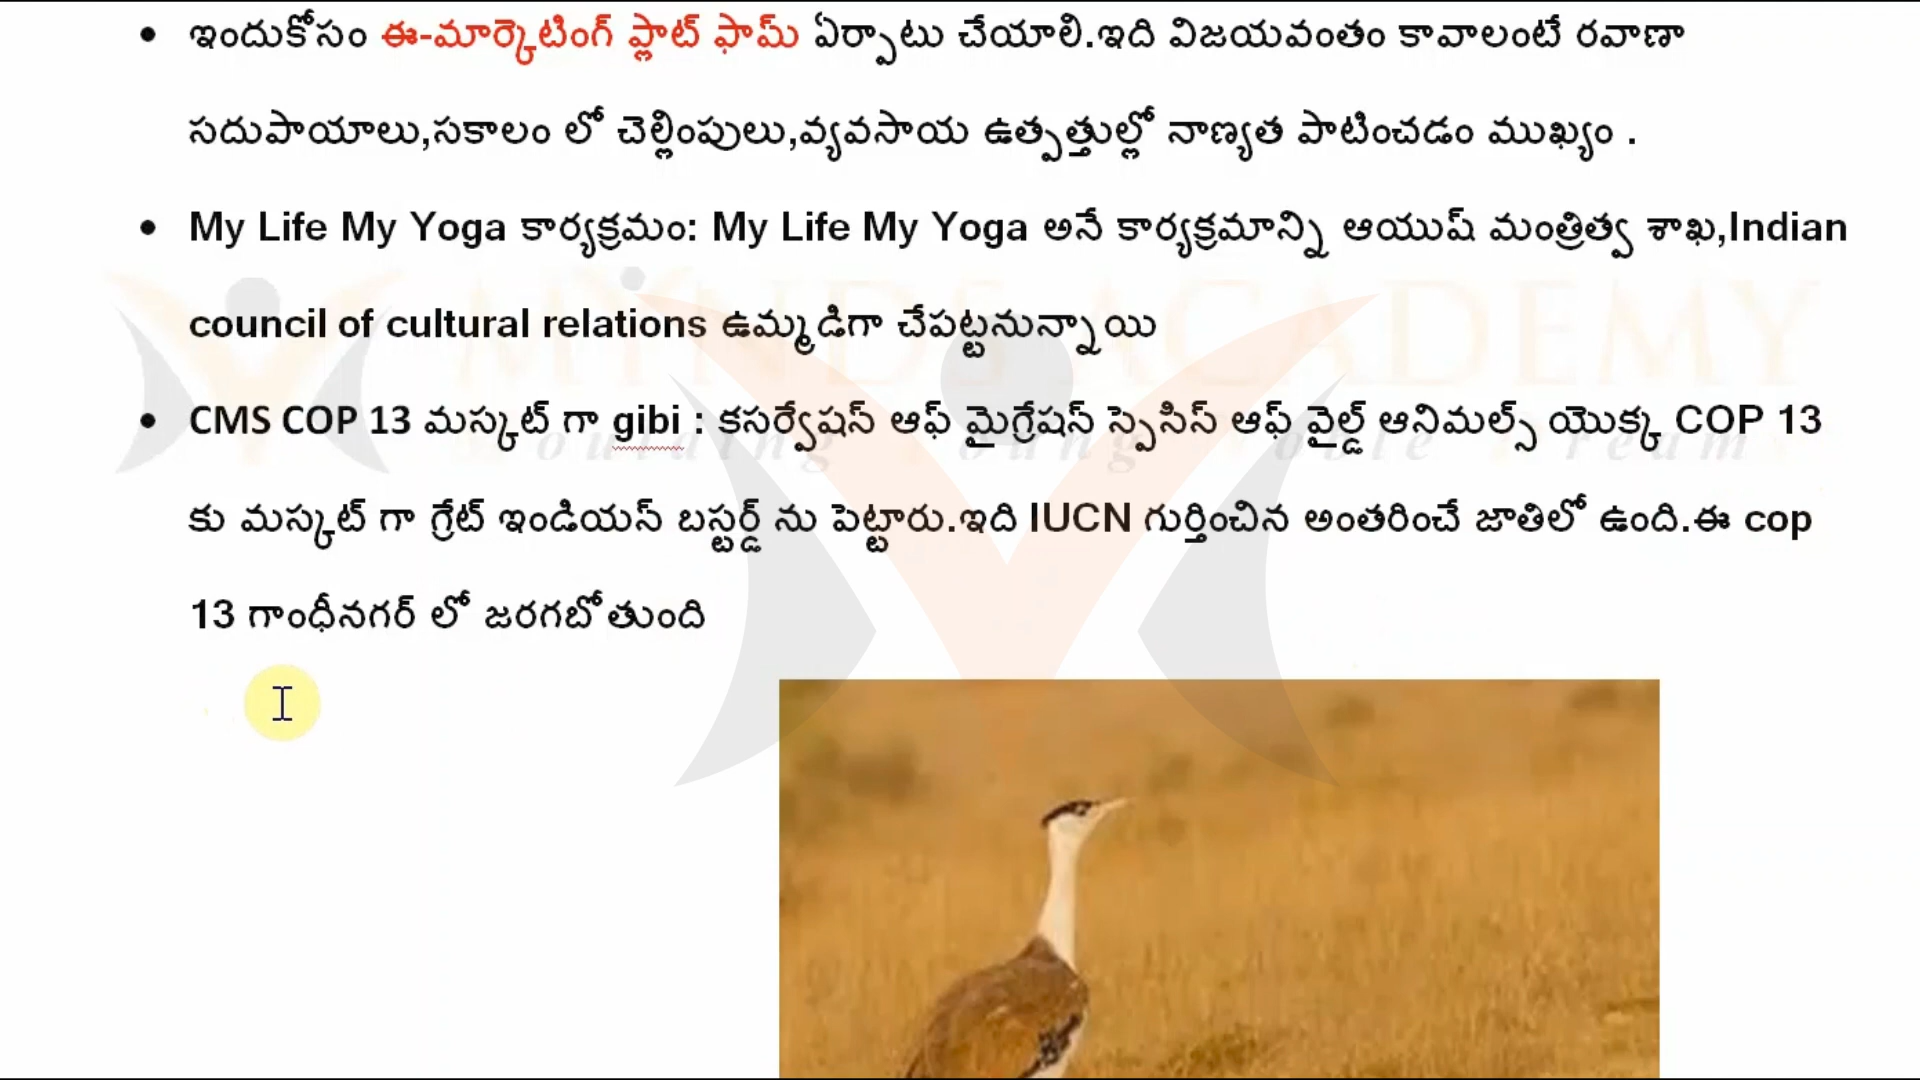 • ఇందుకోసం ఈ-మార్కెటింగ్ ప్లాట్ ఫామ్ ఏర్పాటు చేయాలి.ఇది విజయవంతం కావాలంటే రవాణా
సదుపాయాలు,సకాలం లో చెల్లింపులు,వ్యవసాయ ఉత్పత్తుల్లో నాణ్యత పాటించడం ముఖ్యం .
• My Life My Yoga కార్యక్రమం: My Life My Yoga అనే కార్యక్రమాన్ని ఆయుష్ మంత్రిత్వ శాఖ,Indian
council of cultural relations ఉమ్మడిగా చేపట్టనున్నాయి
MYNDS ACADEMY
• CMS COP 13 మస్కట్ గా gibi : కసర్వేషన్ ఆఫ్ మైగ్రేషన్ స్పెసిస్ ఆఫ్ వైల్డ్ ఆనిమల్స్ యొక్క COP 13
కు మస్కట్ గా గ్రేట్ ఇండియన్ బస్టర్డ్ ను పెట్టారు.ఇది IUCN గుర్తించిన అంతరించే జాతిలో ఉంది.ఈ cop
13 గాంధీనగర్ లో జరగబోతుంది